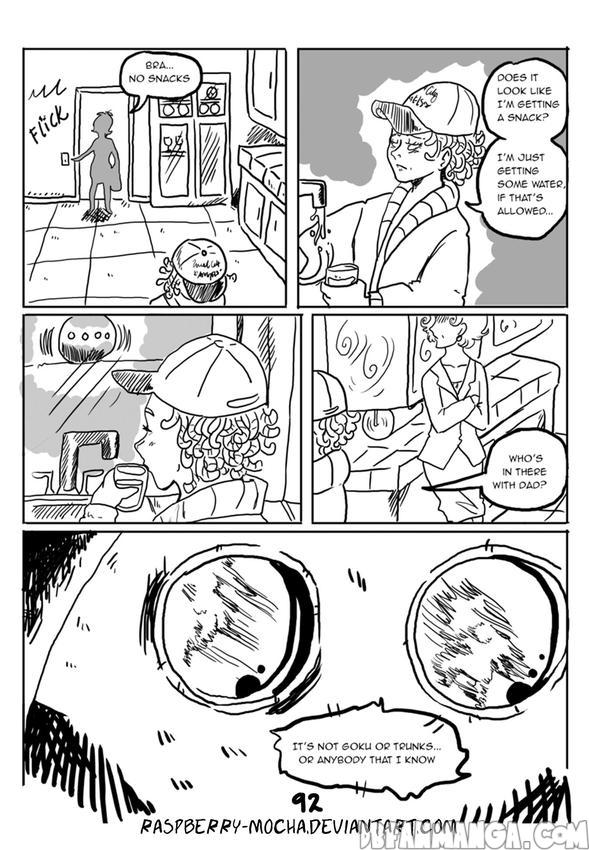 BRA...
NO SNACKS
FLICK
DOES IT
LOOK LIKE
I'M GETTING
A SNACK?
I'M JUST
GETTING
SOME WATER,
IF THAT'S
ALLOWED...
WHO'S
IN THERE
WITH DAD?
IT'S NOT GOKU OR TRUNKS...
OR ANYBODY THAT I KNOW
92
RASPBERRY-MOCHA.DEVIANTART.COM
DBFANMANGA.COM